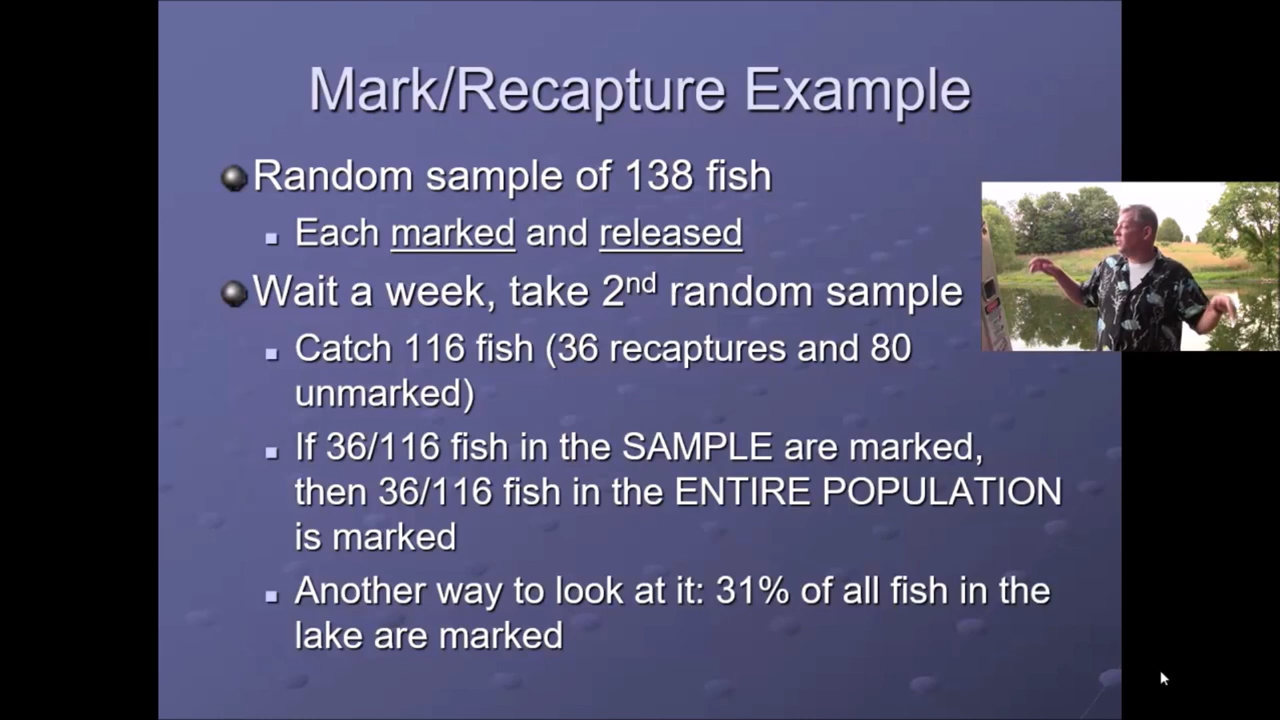 Mark/Recapture Example
Random sample of 138 fish
Each marked and released
Wait a week, take 2nd random sample
Catch 116 fish (36 recaptures and 80
unmarked)
If 36/116 fish in the SAMPLE are marked,
then 36/116 fish in the ENTIRE POPULATION
is marked
Another way to look at it: 31% of all fish in the
lake are marked